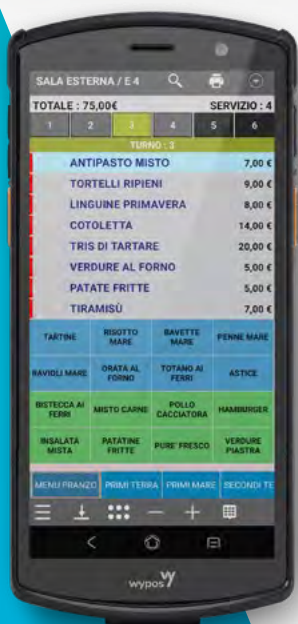 SALA ESTERNA / E 4
TOTALE : 75,00€ SERVIZIO : 4
1 2 3 4 5 6
TURNO : 3
ANTIPASTO MISTO 7,00 €
TORTELLI RIPIENI 9,00 €
LINGUINE PRIMAVERA 8,00 €
COTOLETTA 14,00 €
TRIS DI TARTARE 20,00 €
VERDURE AL FORNO 5,00 €
PATATE FRITTE 5,00 €
TIRAMISÙ 7,00 €
TARTINE RISOTTO MARE BAVETTE MARE PENNE MARE
RAVIOLI MARE ORATA AL FORNO TOTANO AI FERRI ASTICE
BISTECCA AI FERRI MISTO CARNE POLLO CACCIATORA HAMBURGER
INSALATA MISTA PATATINE FRITTE PURE' FRESCO VERDURE PIASTRA
MENU PRANZO PRIMI TERRA PRIMI MARE SECONDI TE
wypos